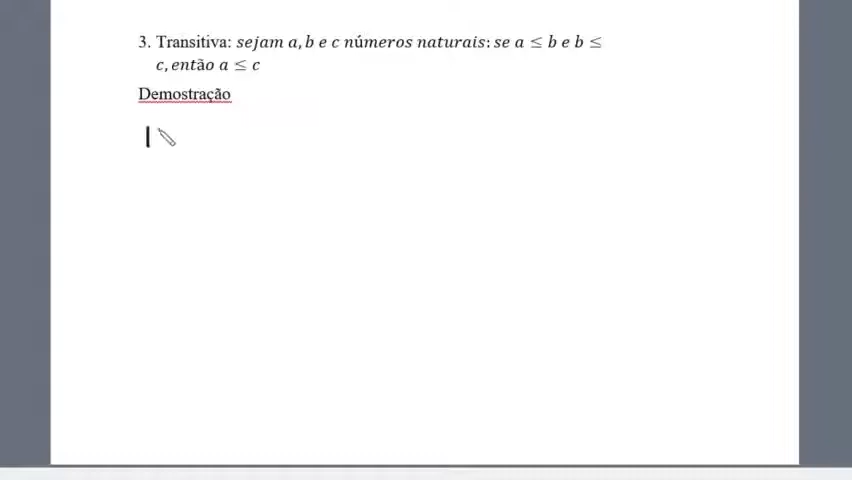 3. Transitiva: sejam a, b e c números naturais: se a ≤ b e b ≤
c, então a ≤ c
Demostração